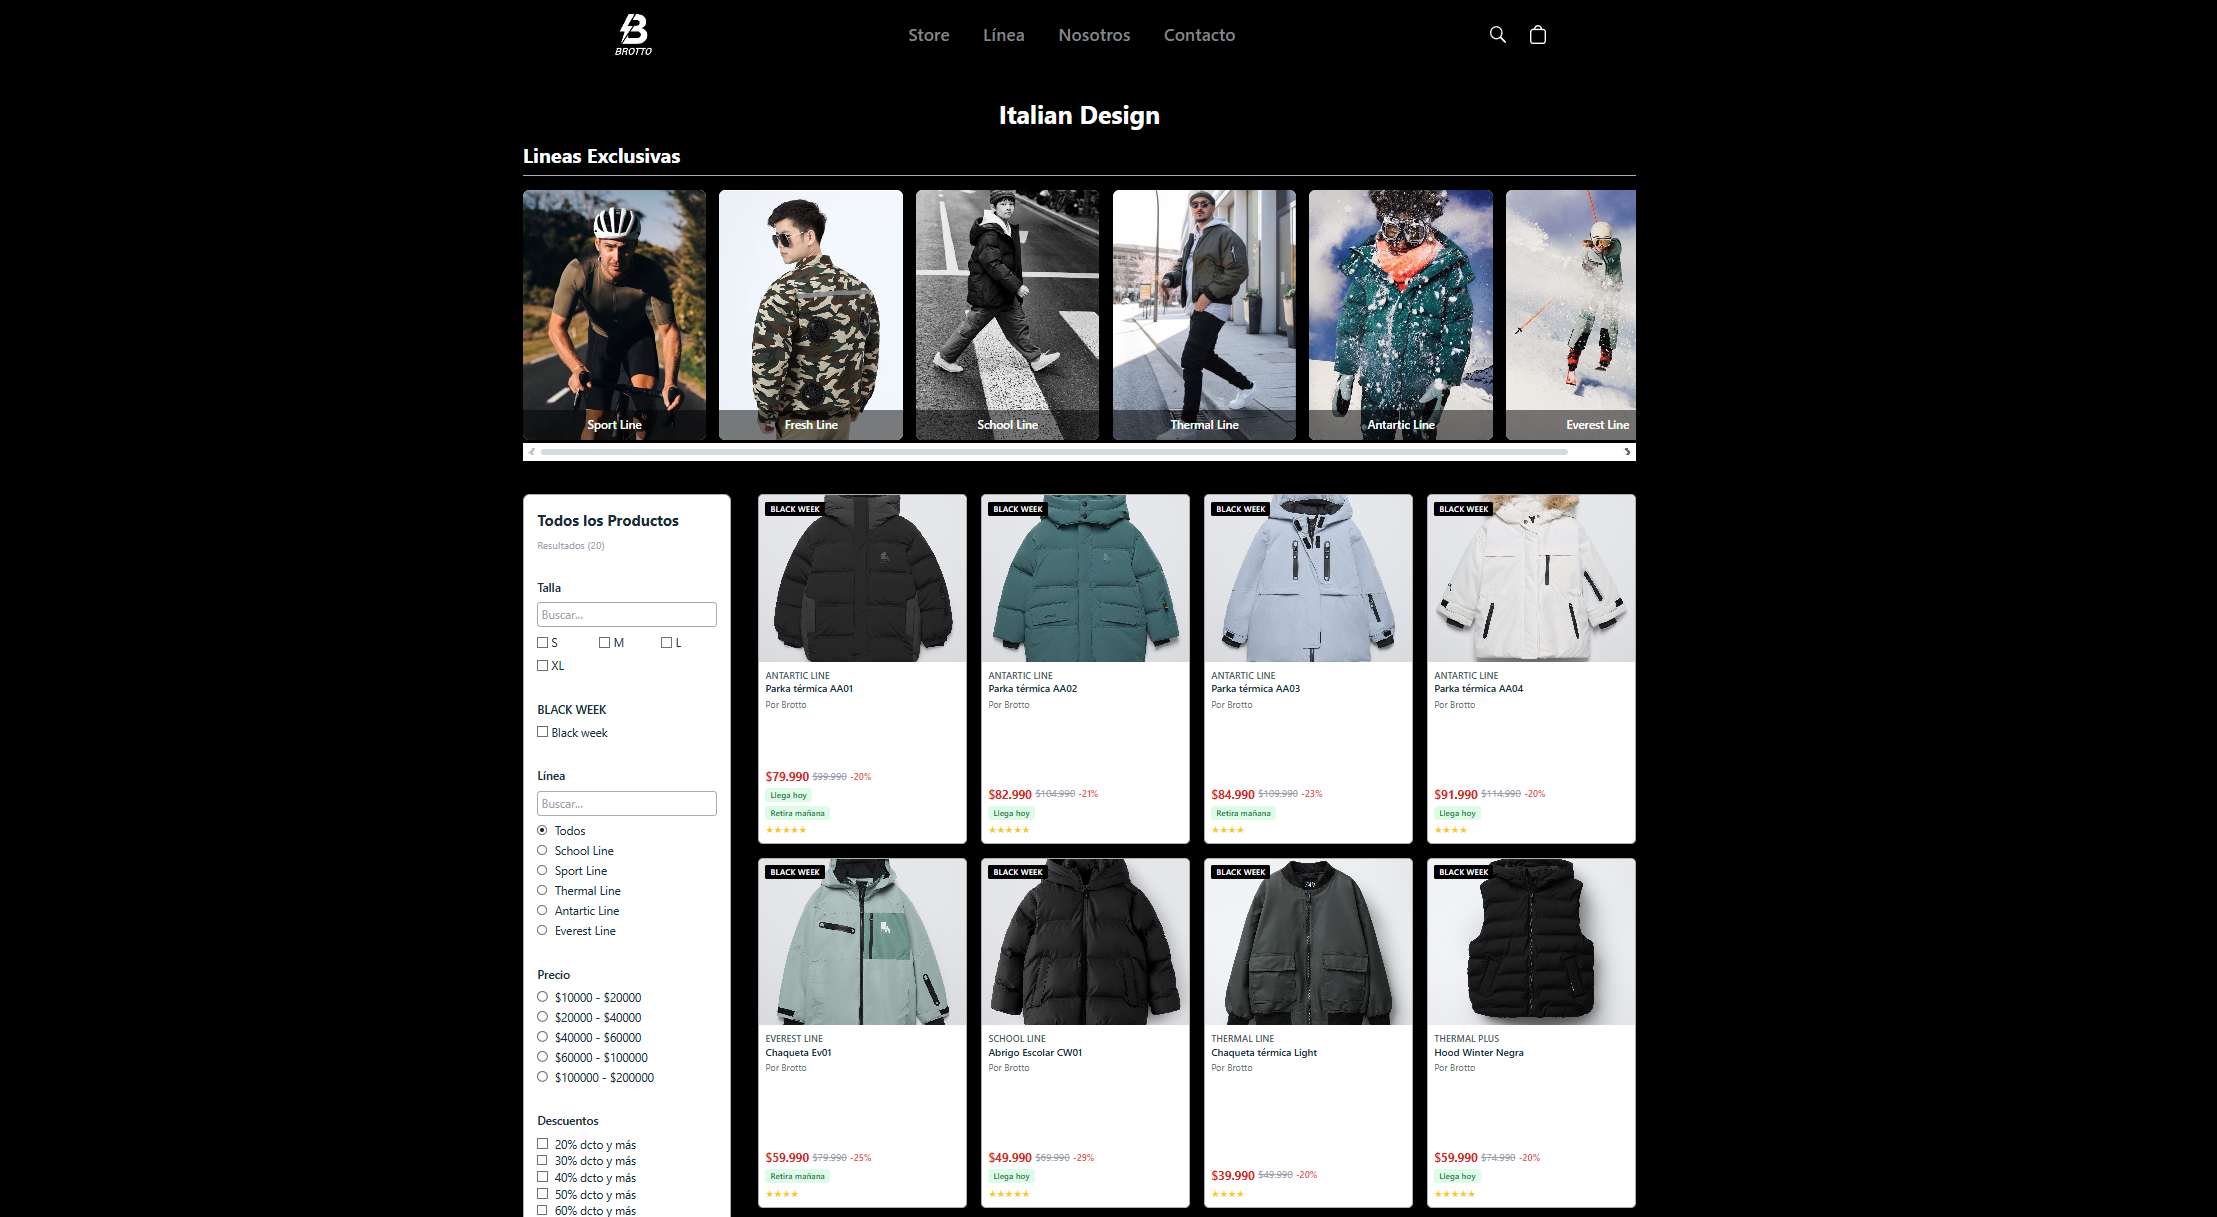 BROTTO
Store Línea Nosotros Contacto
Italian Design
Lineas Exclusivas
Sport Line
Fresh Line
School Line
Thermal Line
Antartic Line
Everest Line
Todos los Productos
Resultados (20)
Talla
Buscar...
S M L
XL
BLACK WEEK
Black week
Línea
Buscar...
Todos
School Line
Sport Line
Thermal Line
Antartic Line
Everest Line
Precio
$10000 - $20000
$20000 - $40000
$40000 - $60000
$60000 - $100000
$100000 - $200000
Descuentos
20% dcto y más
30% dcto y más
40% dcto y más
50% dcto y más
60% dcto y más
BLACK WEEK
ANTARTIC LINE
Parka térmica AA01
Por Brotto
$79.990 $99.990 -20%
Llega hoy
Retira mañana
BLACK WEEK
ANTARTIC LINE
Parka térmica AA02
Por Brotto
$82.990 $104.990 -21%
Llega hoy
BLACK WEEK
ANTARTIC LINE
Parka térmica AA03
Por Brotto
$84.990 $109.990 -23%
Retira mañana
BLACK WEEK
ANTARTIC LINE
Parka térmica AA04
Por Brotto
$91.990 $114.990 -20%
Llega hoy
BLACK WEEK
EVEREST LINE
Chaqueta Ev01
Por Brotto
$59.990 $79.990 -25%
Retira mañana
BLACK WEEK
SCHOOL LINE
Abrigo Escolar CW01
Por Brotto
$49.990 $69.990 -29%
Llega hoy
BLACK WEEK
THERMAL LINE
Chaqueta térmica Light
Por Brotto
$39.990 $49.990 -20%
BLACK WEEK
THERMAL PLUS
Hood Winter Negra
Por Brotto
$59.990 $74.990 -20%
Llega hoy